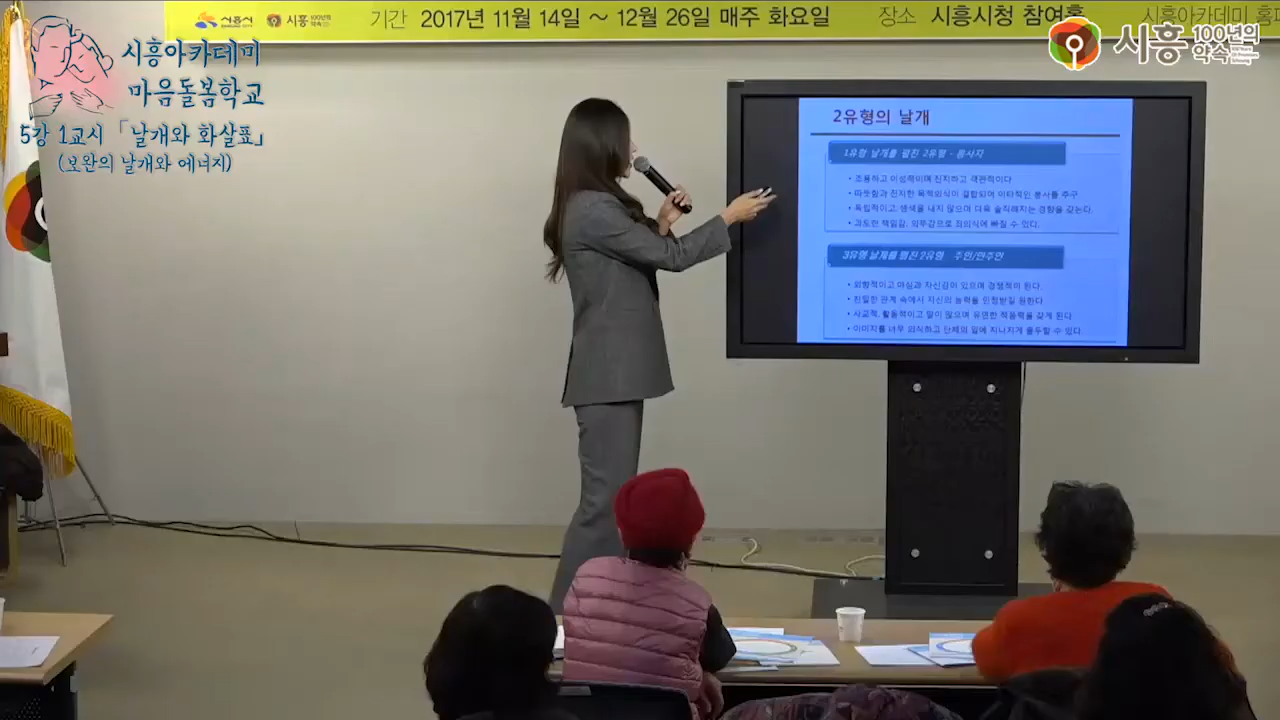 시흥시 시흥 100년의 약속 기간 2017년 11월 14일 ~ 12월 26일 매주 화요일 장소 시흥시청 참여홀
시흥 100년의 약속
시흥아카데미
마음돌봄학교
5강 1교시 「날개와 화살표」
(보완의 날개와 에너지)
2유형의 날개
1유형 날개를 펼친 2유형 - 봉사자
• 조용하고 이성적이며 진지하고 객관적이다
• 따뜻함과 진지한 목적의식이 결합되어 이타적인 봉사를 추구
• 독립적이고, 생색을 내지 않으며 더욱 솔직해지는 경향을 갖는다.
• 과도한 책임감, 의무감으로 죄의식에 빠질 수 있다.
3유형 날개를 펼친 2유형 주인/안주인
• 외향적이고 야심과 자신감이 있으며 경쟁적이 된다.
• 친밀한 관계 속에서 자신의 능력을 인정받길 원한다
• 사교적, 활동적이고 말이 많으며 유연한 적응력을 갖게 된다
• 이미지를 너무 의식하고 단체의 일에 지나치게 몰두할 수 있다.